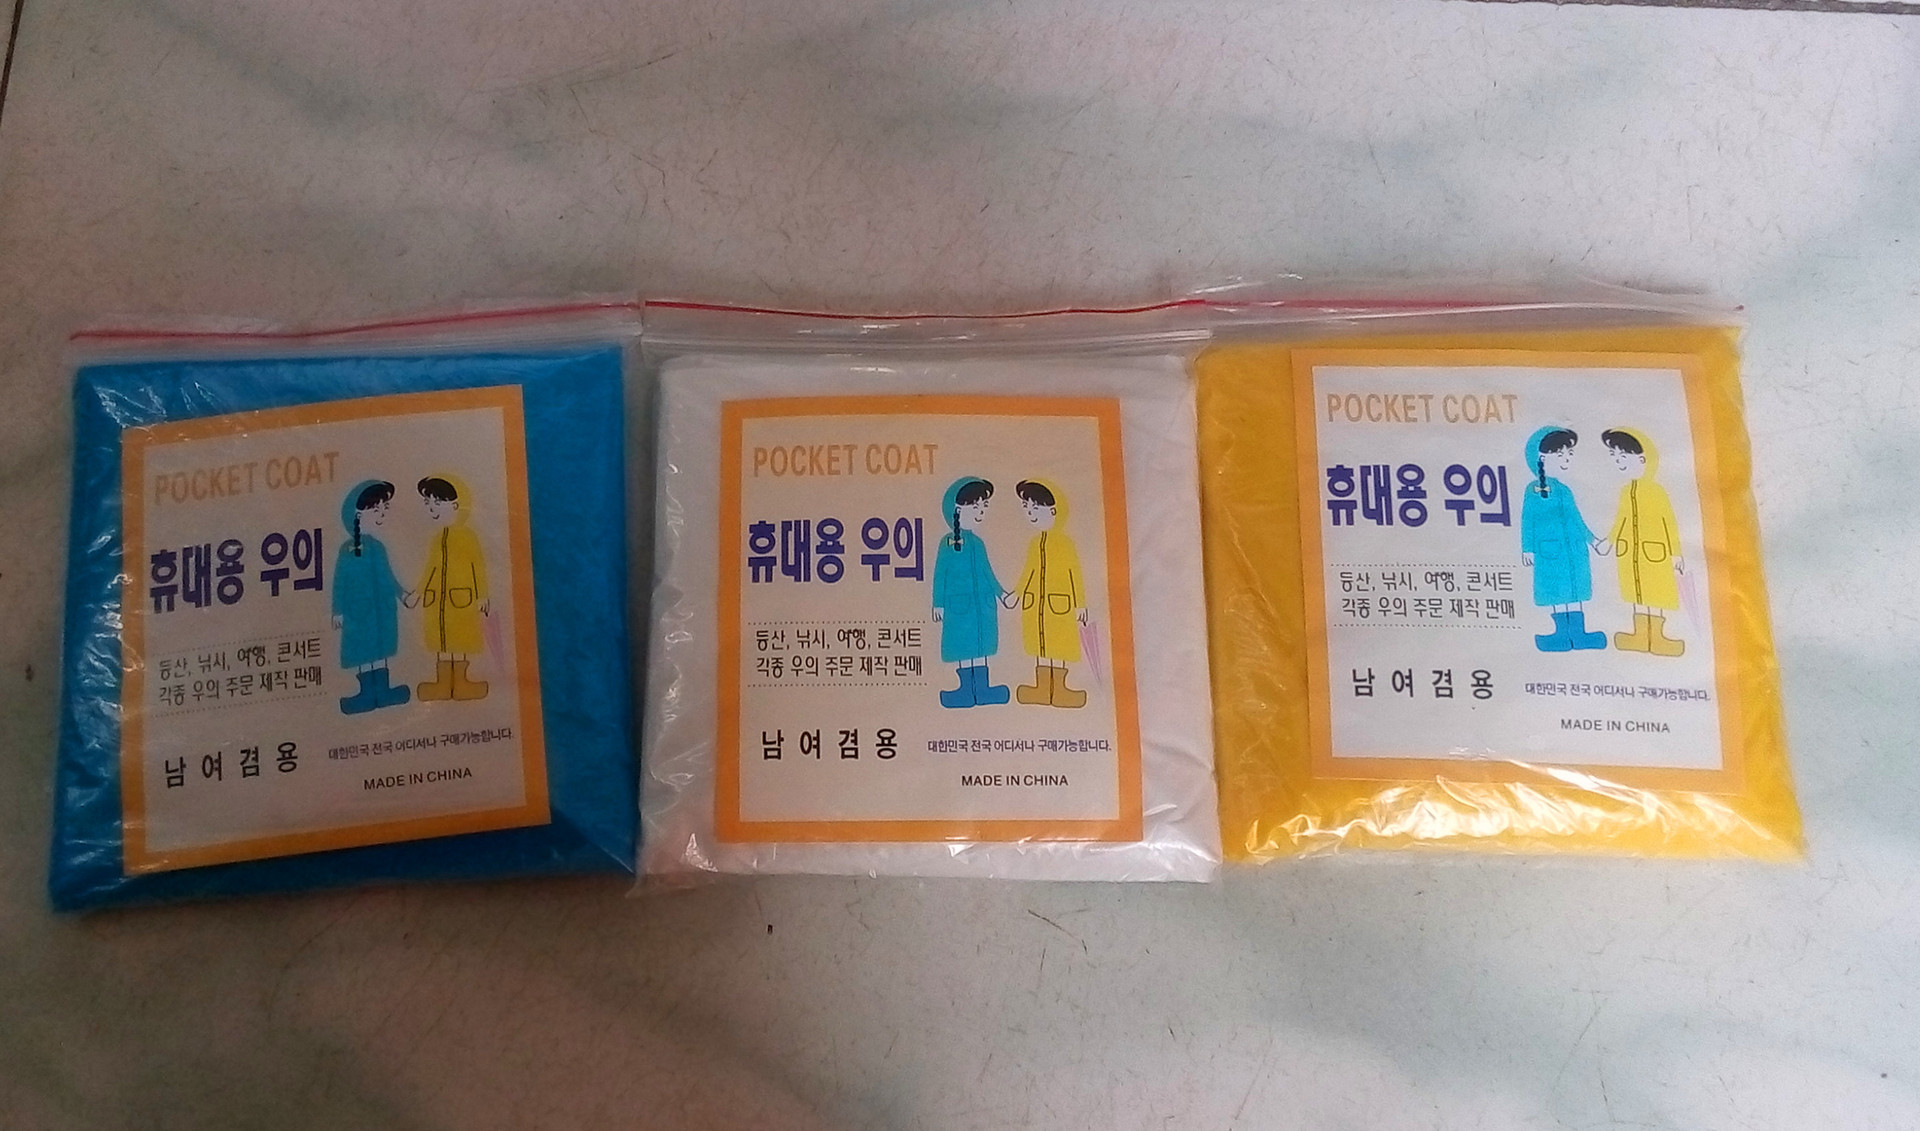 POCKET COAT
휴대용 우의
등산, 낚시, 여행, 콘서트
각종 우의 주문 제작 판매
남 여 겸 용
대한민국 전국 어디서나 구매가능합니다.
MADE IN CHINA
POCKET COAT
휴대용 우의
등산, 낚시, 여행, 콘서트
각종 우의 주문 제작 판매
남 여 겸 용
대한민국 전국 어디서나 구매가능합니다.
MADE IN CHINA
POCKET COAT
휴대용 우의
등산, 낚시, 여행, 콘서트
각종 우의 주문 제작 판매
남 여 겸 용
대한민국 전국 어디서나 구매가능합니다.
MADE IN CHINA